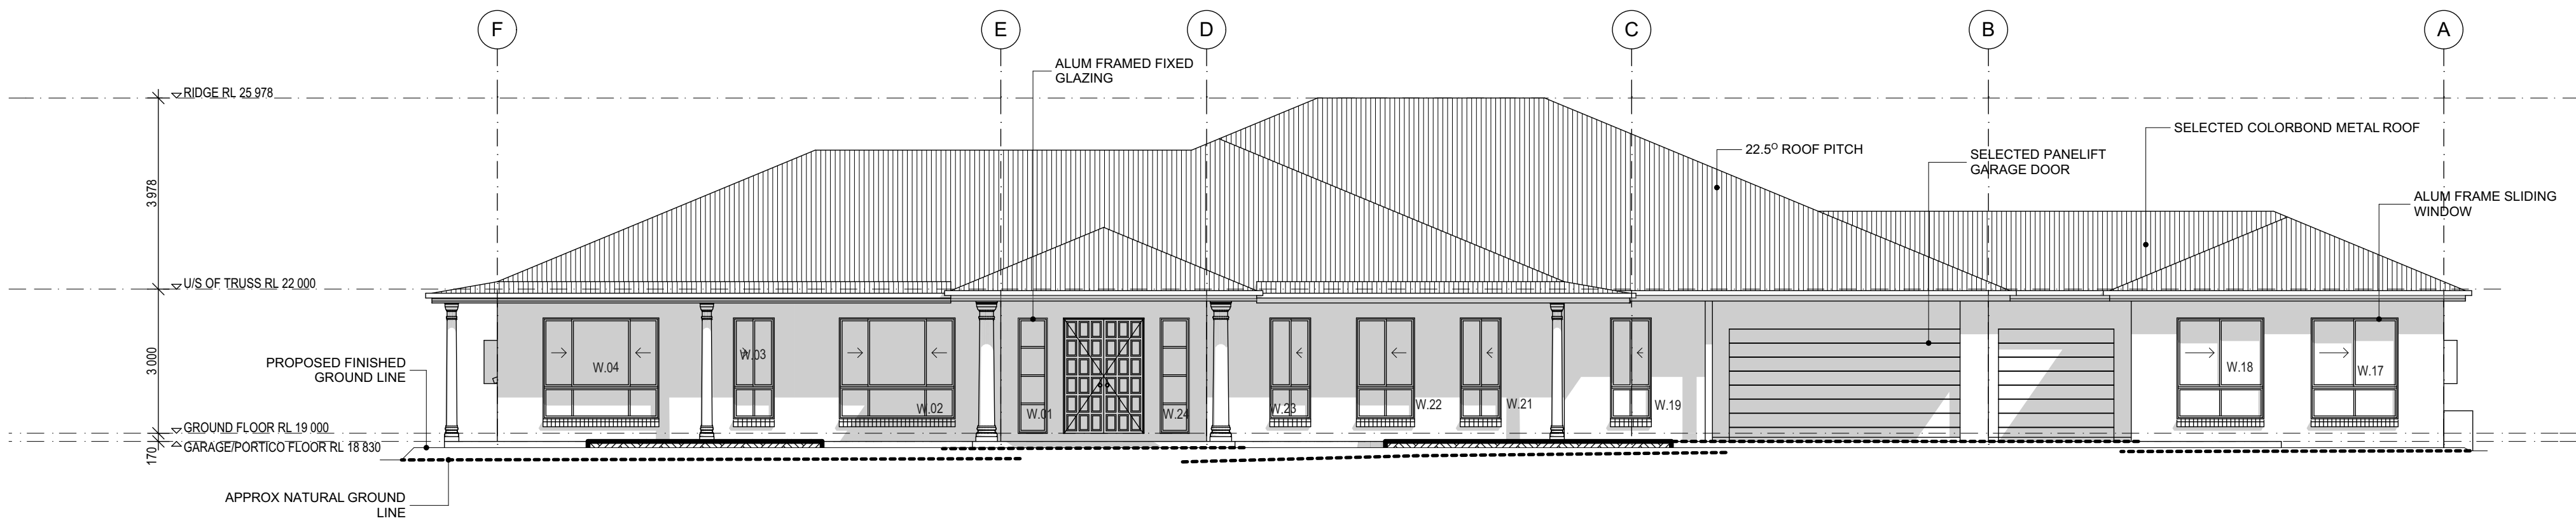 F
E
D
C
B
A
ALUM FRAMED FIXED
GLAZING
RIDGE RL 25 978
SELECTED COLORBOND METAL ROOF
22.5O ROOF PITCH
SELECTED PANELIFT
GARAGE DOOR
ALUM FRAME SLIDING
WINDOW
3 978
U/S OF TRUSS RL 22 000
3 000
PROPOSED FINISHED
GROUND LINE
W.04
W.03
W.02
W.01
W.24
W.23
W.22
W.21
W.19
W.18
W.17
GROUND FLOOR RL 19 000
GARAGE/PORTICO FLOOR RL 18 830
170
APPROX NATURAL GROUND
LINE